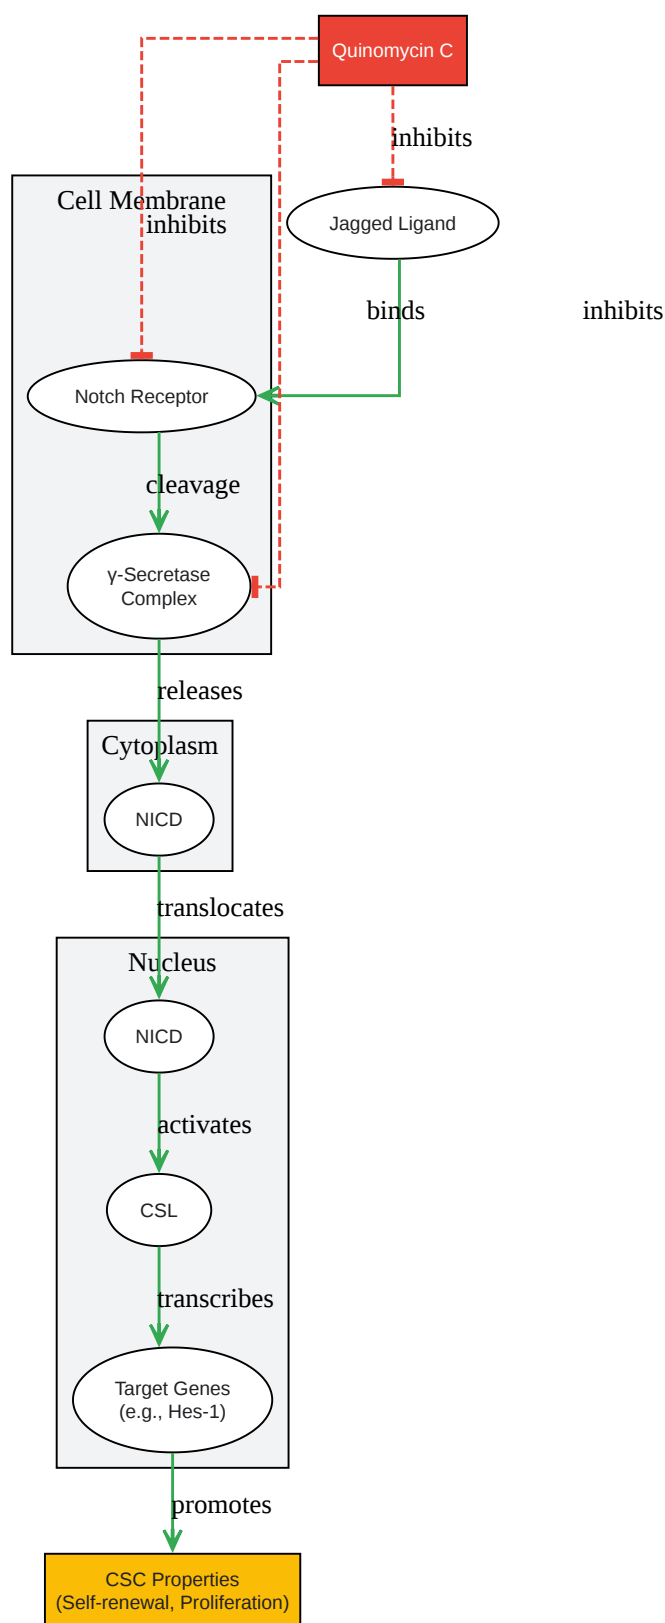 Quinomycin C
inhibits
Cell Membrane
inhibits
Jagged Ligand
binds
inhibits
Notch Receptor
cleavage
γ-Secretase
Complex
releases
Cytoplasm
NICD
translocates
Nucleus
NICD
activates
CSL
transcribes
Target Genes
(e.g., Hes-1)
promotes
CSC Properties
(Self-renewal, Proliferation)